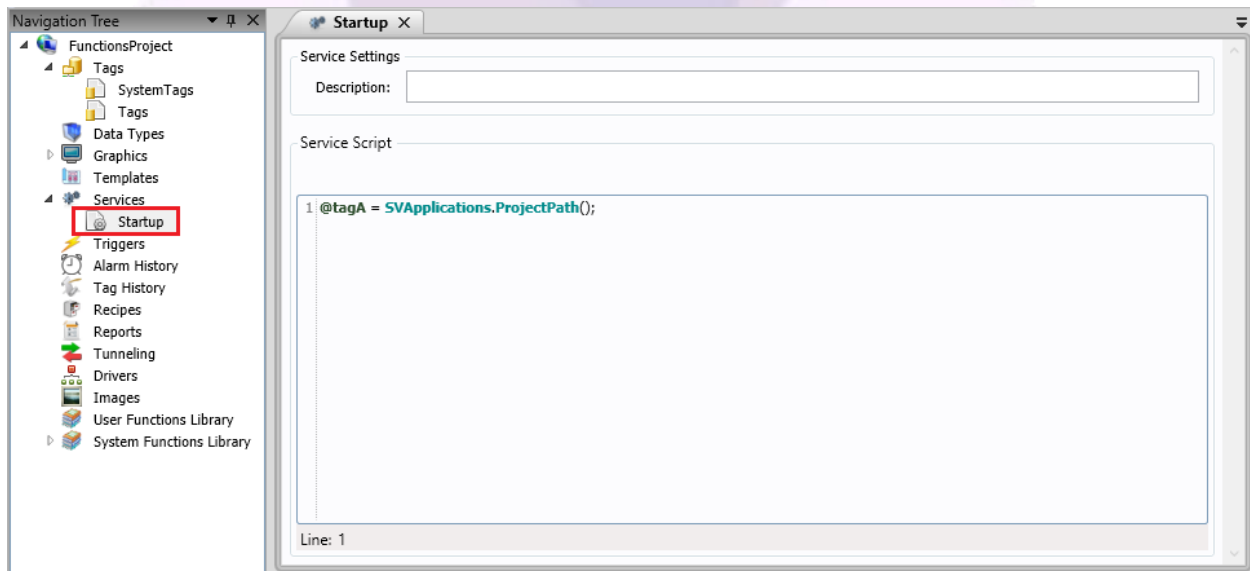 Navigation Tree
FunctionsProject
Tags
SystemTags
Tags
Data Types
Graphics
Templates
Services
Startup
Triggers
Alarm History
Tag History
Recipes
Reports
Tunneling
Drivers
Images
User Functions Library
System Functions Library
Startup
Service Settings
Description:
Service Script
1 @tagA = SVApplications.ProjectPath();
Line: 1